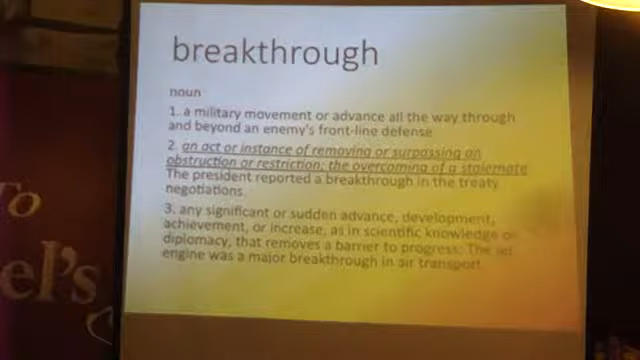 breakthrough
noun
1. a military movement or advance all the way through
and beyond an enemy's front-line defense
2. an act or instance of removing or surpassing an
obstruction or restriction; the overcoming of a stalemate
The president reported a breakthrough in the treaty
negotiations.
3. any significant or sudden advance, development,
achievement, or increase, as in scientific knowledge or
diplomacy, that removes a barrier to progress: The jet
engine was a major breakthrough in air transport.
To
el's